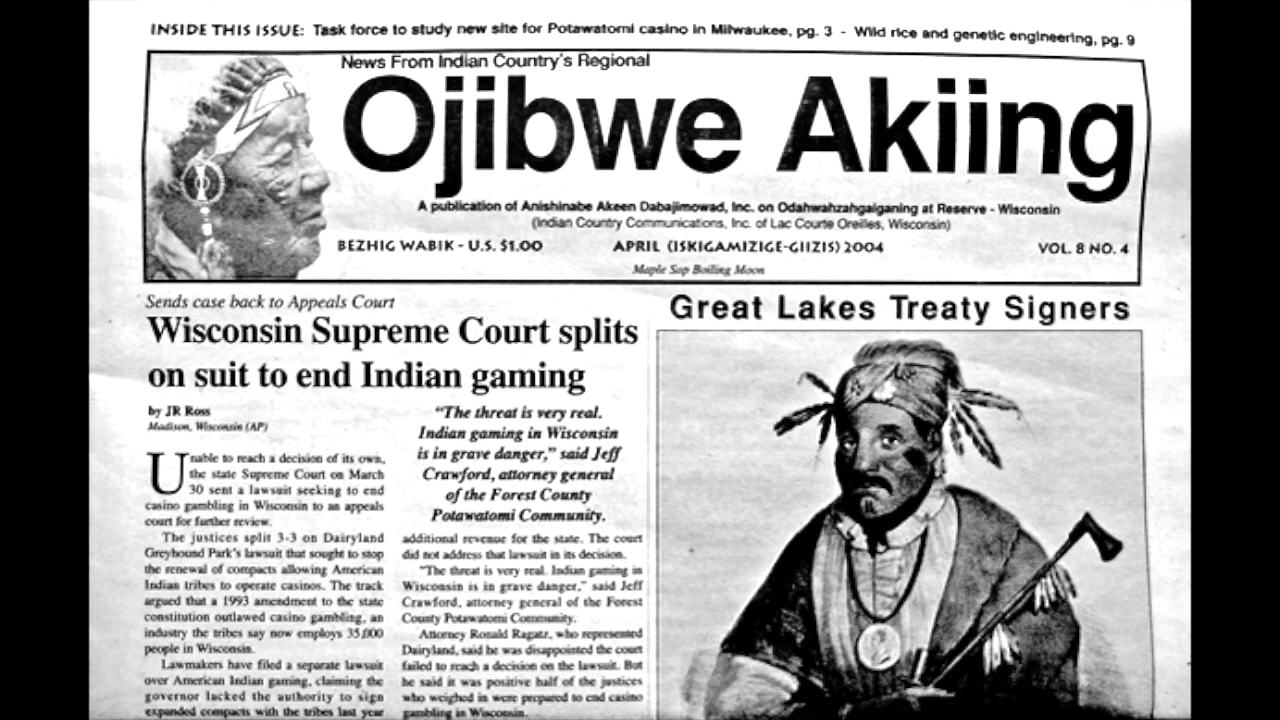 INSIDE THIS ISSUE: Task force to study new site for Potawatomi casino in Milwaukee, pg. 3 - Wild rice and genetic engineering, pg. 9
News From Indian Country's Regional
Ojibwe Akiing
A publication of Anishinabe Akeen Dabajimowad, Inc. on Odahwahzahgaiganing at Reserve - Wisconsin
(Indian Country Communications, Inc. of Lac Courte Oreilles, Wisconsin)
BEZHIG WABIK - U.S. $1.00 APRIL (ISKIGAMIZIGE-GIIZIS) 2004 VOL. 8 NO. 4
Maple Sap Boiling Moon
Sends case back to Appeals Court
Wisconsin Supreme Court splits
on suit to end Indian gaming
by JR Ross
Madison, Wisconsin (AP)
Unable to reach a decision of its own,
the state Supreme Court on March
30 sent a lawsuit seeking to end
casino gambling in Wisconsin to an appeals
court for further review.
The justices split 3-3 on Dairyland
Greyhound Park's lawsuit that sought to stop
the renewal of compacts allowing American
Indian tribes to operate casinos. The track
argued that a 1993 amendment to the state
constitution outlawed casino gambling, an
industry the tribes say now employs 35,000
people in Wisconsin.
Lawmakers have filed a separate lawsuit
over American Indian gaming, claiming the
governor lacked the authority to sign
expanded compacts with the tribes last year
"The threat is very real.
Indian gaming in Wisconsin
is in grave danger," said Jeff
Crawford, attorney general
of the Forest County
Potawatomi Community.
additional revenue for the state. The court
did not address that lawsuit in its decision.
"The threat is very real. Indian gaming in
Wisconsin is in grave danger," said Jeff
Crawford, attorney general of the Forest
County Potawatomi Community.
Attorney Ronald Ragatz, who represented
Dairyland, said he was disappointed the court
failed to reach a decision on the lawsuit. But
he said it was positive half of the justices
who weighed in were prepared to end casino
gambling in Wisconsin.
Great Lakes Treaty Signers